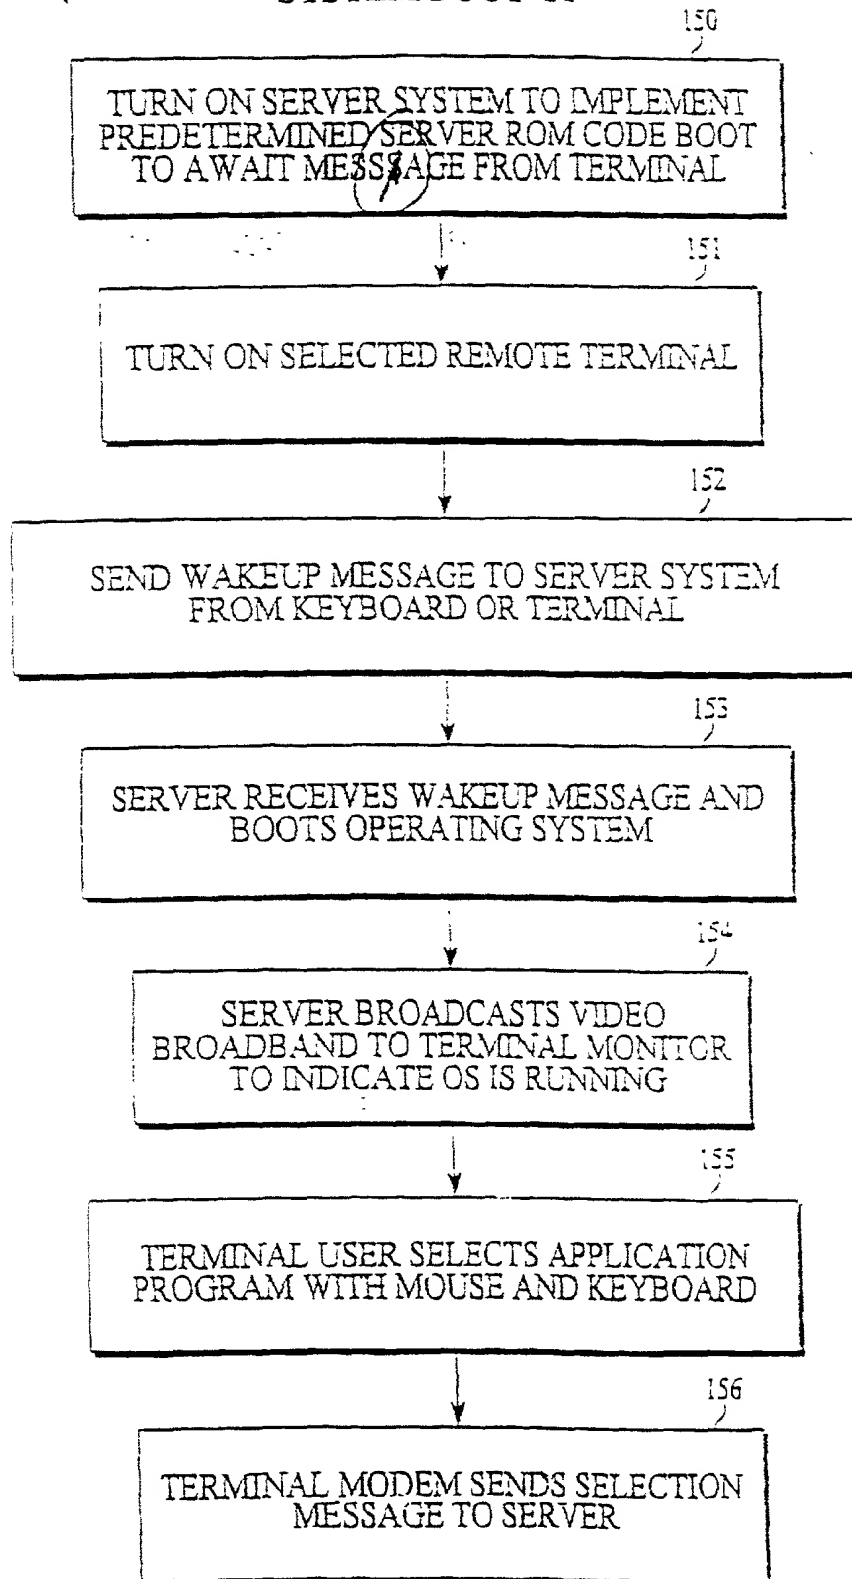 150
TURN ON SERVER SYSTEM TO IMPLEMENT
PREDETERMINED SERVER ROM CODE BOOT
TO AWAIT MESSSAGE FROM TERMINAL
151
TURN ON SELECTED REMOTE TERMINAL
152
SEND WAKEUP MESSAGE TO SERVER SYSTEM
FROM KEYBOARD OR TERMINAL
153
SERVER RECEIVES WAKEUP MESSAGE AND
BOOTS OPERATING SYSTEM
154
SERVER BROADCASTS VIDEO
BROADBAND TO TERMINAL MONITOR
TO INDICATE OS IS RUNNING
155
TERMINAL USER SELECTS APPLICATION
PROGRAM WITH MOUSE AND KEYBOARD
156
TERMINAL MODEM SENDS SELECTION
MESSAGE TO SERVER